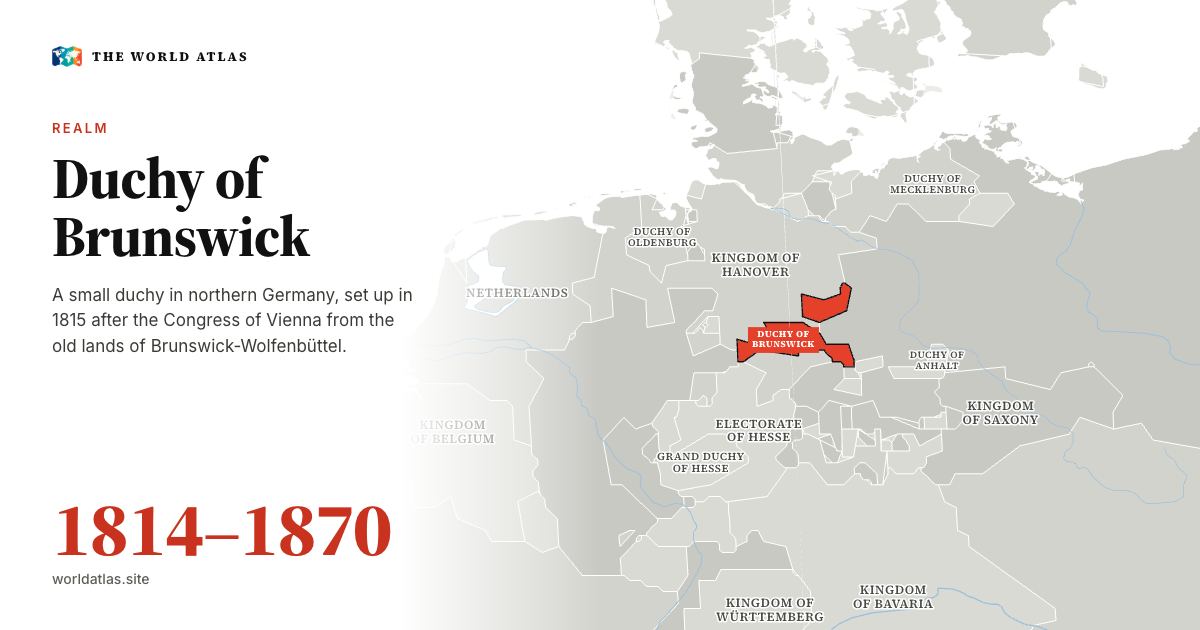 THE WORLD ATLAS
REALM
Duchy of
Brunswick
A small duchy in northern Germany, set up in
1815 after the Congress of Vienna from the
old lands of Brunswick-Wolfenbüttel.
1814–1870
worldatlas.site
DUCHY OF
MECKLENBURG
DUCHY OF
OLDENBURG
KINGDOM OF
HANOVER
NETHERLANDS
DUCHY OF
BRUNSWICK
DUCHY OF
ANHALT
KINGDOM
OF SAXONY
KINGDOM
OF BELGIUM
ELECTORATE
OF HESSE
GRAND DUCHY
OF HESSE
KINGDOM OF
WÜRTTEMBERG
KINGDOM
OF BAVARIA